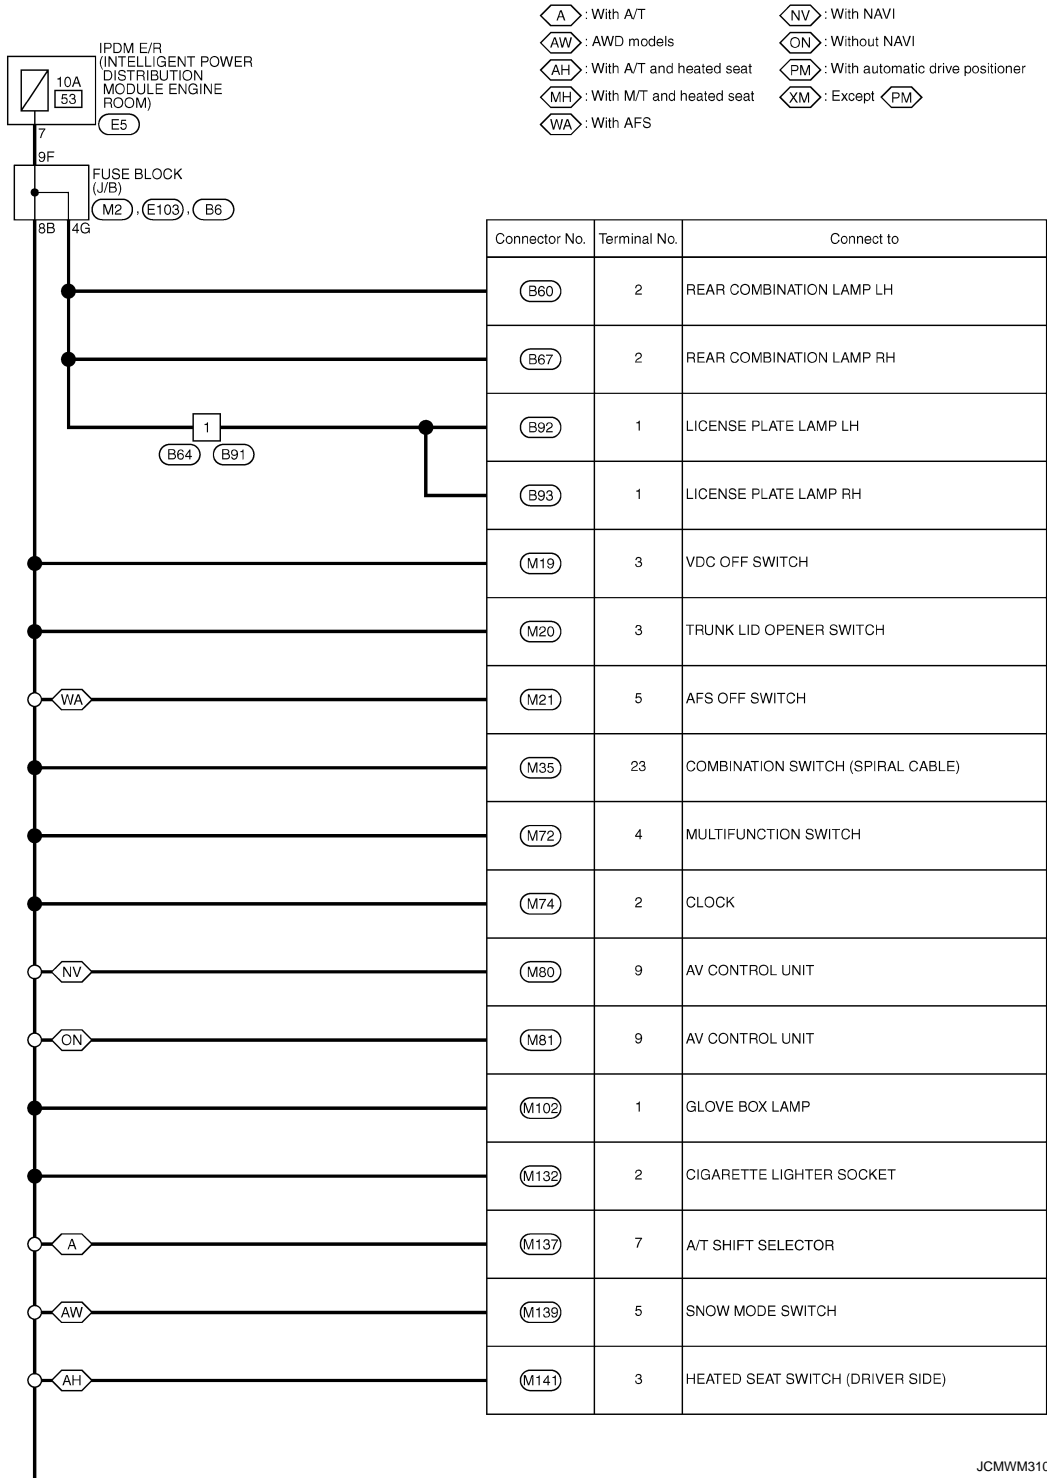 A : With A/T
NV : With NAVI
AW : AWD models
ON : Without NAVI
AH : With A/T and heated seat
PM : With automatic drive positioner
MH : With M/T and heated seat
XM : Except PM
WA : With AFS
IPDM E/R
(INTELLIGENT POWER
DISTRIBUTION
MODULE ENGINE
ROOM)
10A
53
E5
7
9F
FUSE BLOCK
(J/B)
M2 , E103 , B6
8B 4G
Connector No. Terminal No. Connect to
B60 2 REAR COMBINATION LAMP LH
B67 2 REAR COMBINATION LAMP RH
1 B92 1 LICENSE PLATE LAMP LH
B64 B91
B93 1 LICENSE PLATE LAMP RH
M19 3 VDC OFF SWITCH
M20 3 TRUNK LID OPENER SWITCH
WA M21 5 AFS OFF SWITCH
M35 23 COMBINATION SWITCH (SPIRAL CABLE)
M72 4 MULTIFUNCTION SWITCH
M74 2 CLOCK
NV M80 9 AV CONTROL UNIT
ON M81 9 AV CONTROL UNIT
M102 1 GLOVE BOX LAMP
M132 2 CIGARETTE LIGHTER SOCKET
A M137 7 A/T SHIFT SELECTOR
AW M139 5 SNOW MODE SWITCH
AH M141 3 HEATED SEAT SWITCH (DRIVER SIDE)